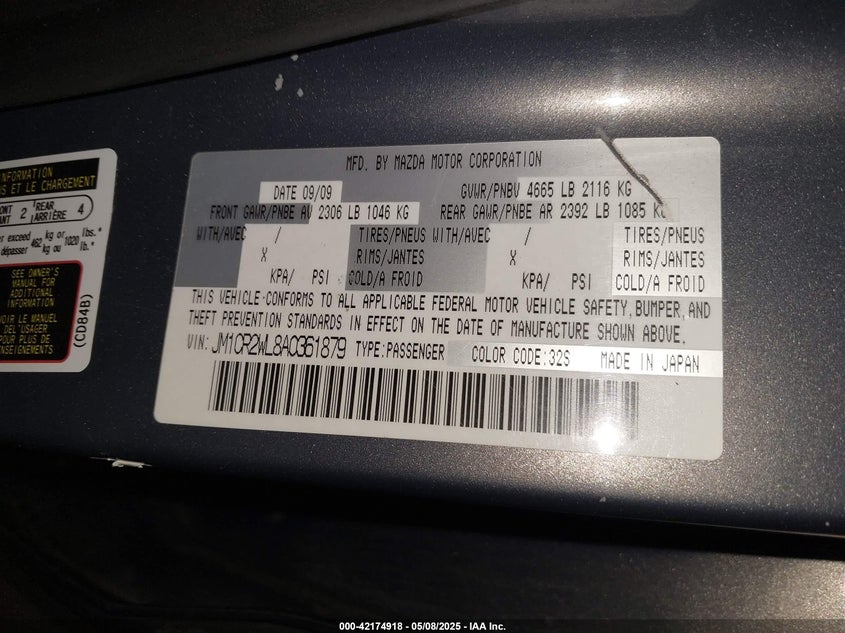 INFORMATION
NS ET LE CHARGEMENT
2 REAR ARRIÈRE 4
exceed 462 kg or 1020 lbs.
dépasser kg ou lb.
SEE OWNER'S
MANUAL FOR
ADDITIONAL
INFORMATION
VOIR LE MANUEL
DE L'USAGER
POUR
RENSEIGNEMENTS
(CD84B)
MFD. BY MAZDA MOTOR CORPORATION
DATE 09/09 GVWR/PNBV 4665 LB 2116 KG
FRONT GAWR/PNBE AV 2306 LB 1046 KG REAR GAWR/PNBE AR 2392 LB 1085 KG
WITH/AVEC / TIRES/PNEUS WITH/AVEC / TIRES/PNEUS
X RIMS/JANTES X RIMS/JANTES
KPA/ PSI COLD/A FROID KPA/ PSI COLD/A FROID
THIS VEHICLE CONFORMS TO ALL APPLICABLE FEDERAL MOTOR VEHICLE SAFETY, BUMPER, AND
THEFT PREVENTION STANDARDS IN EFFECT ON THE DATE OF MANUFACTURE SHOWN ABOVE.
VIN: JM1CR2WL8A0361879 TYPE:PASSENGER COLOR CODE:32S MADE IN JAPAN
000-42174918 - 05/08/2025 - IAA Inc.